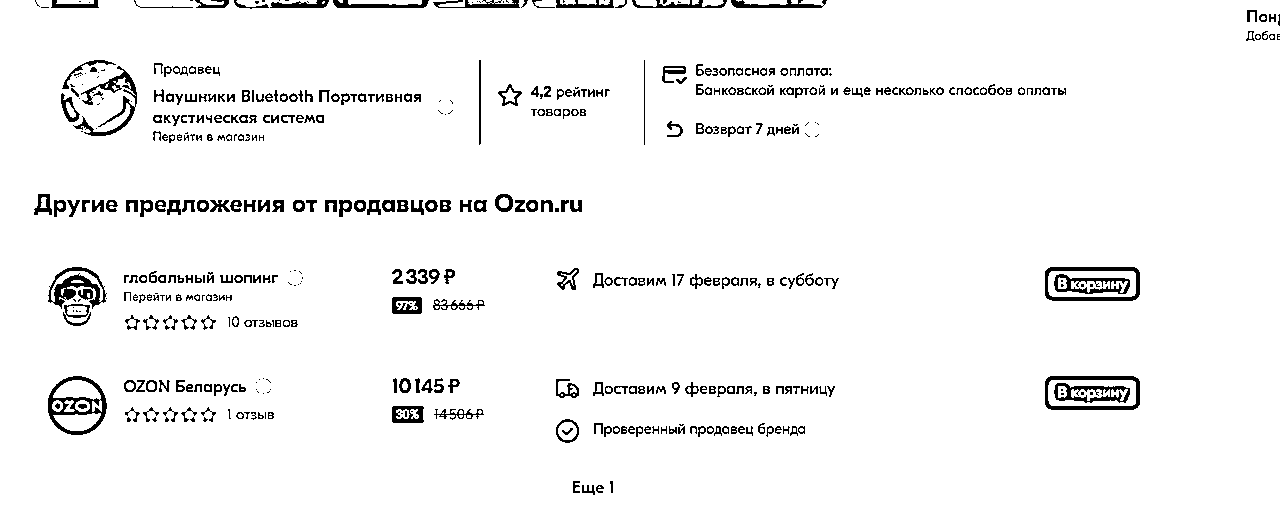 Продавец
Наушники Bluetooth Портативная
акустическая система
Перейти в магазин
4,2 рейтинг
товаров
Безопасная оплата:
Банковской картой и еще несколько способов оплаты
Возврат 7 дней
Другие предложения от продавцов на Ozon.ru
глобальный шопинг
Перейти в магазин
10 отзывов
2 339 ₽
97% 83 666 ₽
Доставим 17 февраля, в субботу
В корзину
OZON
OZON Беларусь
1 отзыв
10 145 ₽
30% 14 506 ₽
Доставим 9 февраля, в пятницу
Проверенный продавец бренда
В корзину
Еще 1